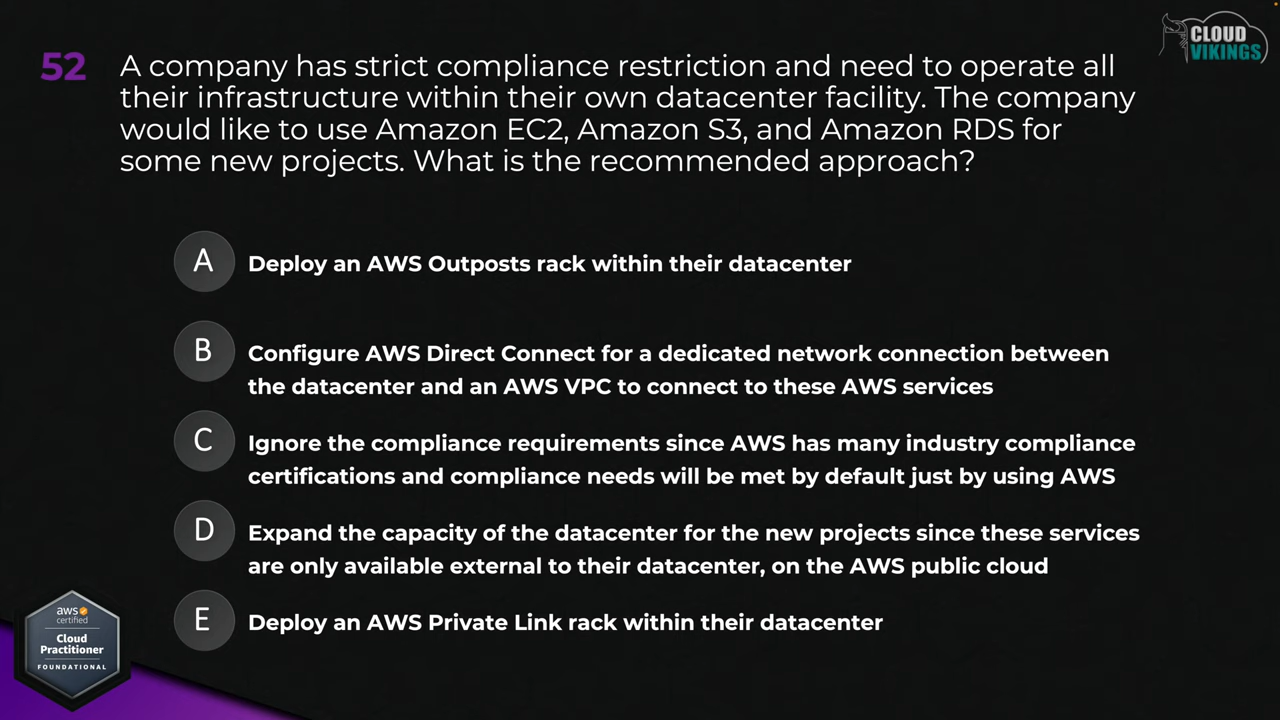 CLOUD
VIKINGS
52
A company has strict compliance restriction and need to operate all
their infrastructure within their own datacenter facility. The company
would like to use Amazon EC2, Amazon S3, and Amazon RDS for
some new projects. What is the recommended approach?
A
Deploy an AWS Outposts rack within their datacenter
B
Configure AWS Direct Connect for a dedicated network connection between
the datacenter and an AWS VPC to connect to these AWS services
C
Ignore the compliance requirements since AWS has many industry compliance
certifications and compliance needs will be met by default just by using AWS
D
Expand the capacity of the datacenter for the new projects since these services
are only available external to their datacenter, on the AWS public cloud
E
Deploy an AWS Private Link rack within their datacenter
aws
certified
Cloud
Practitioner
FOUNDATIONAL